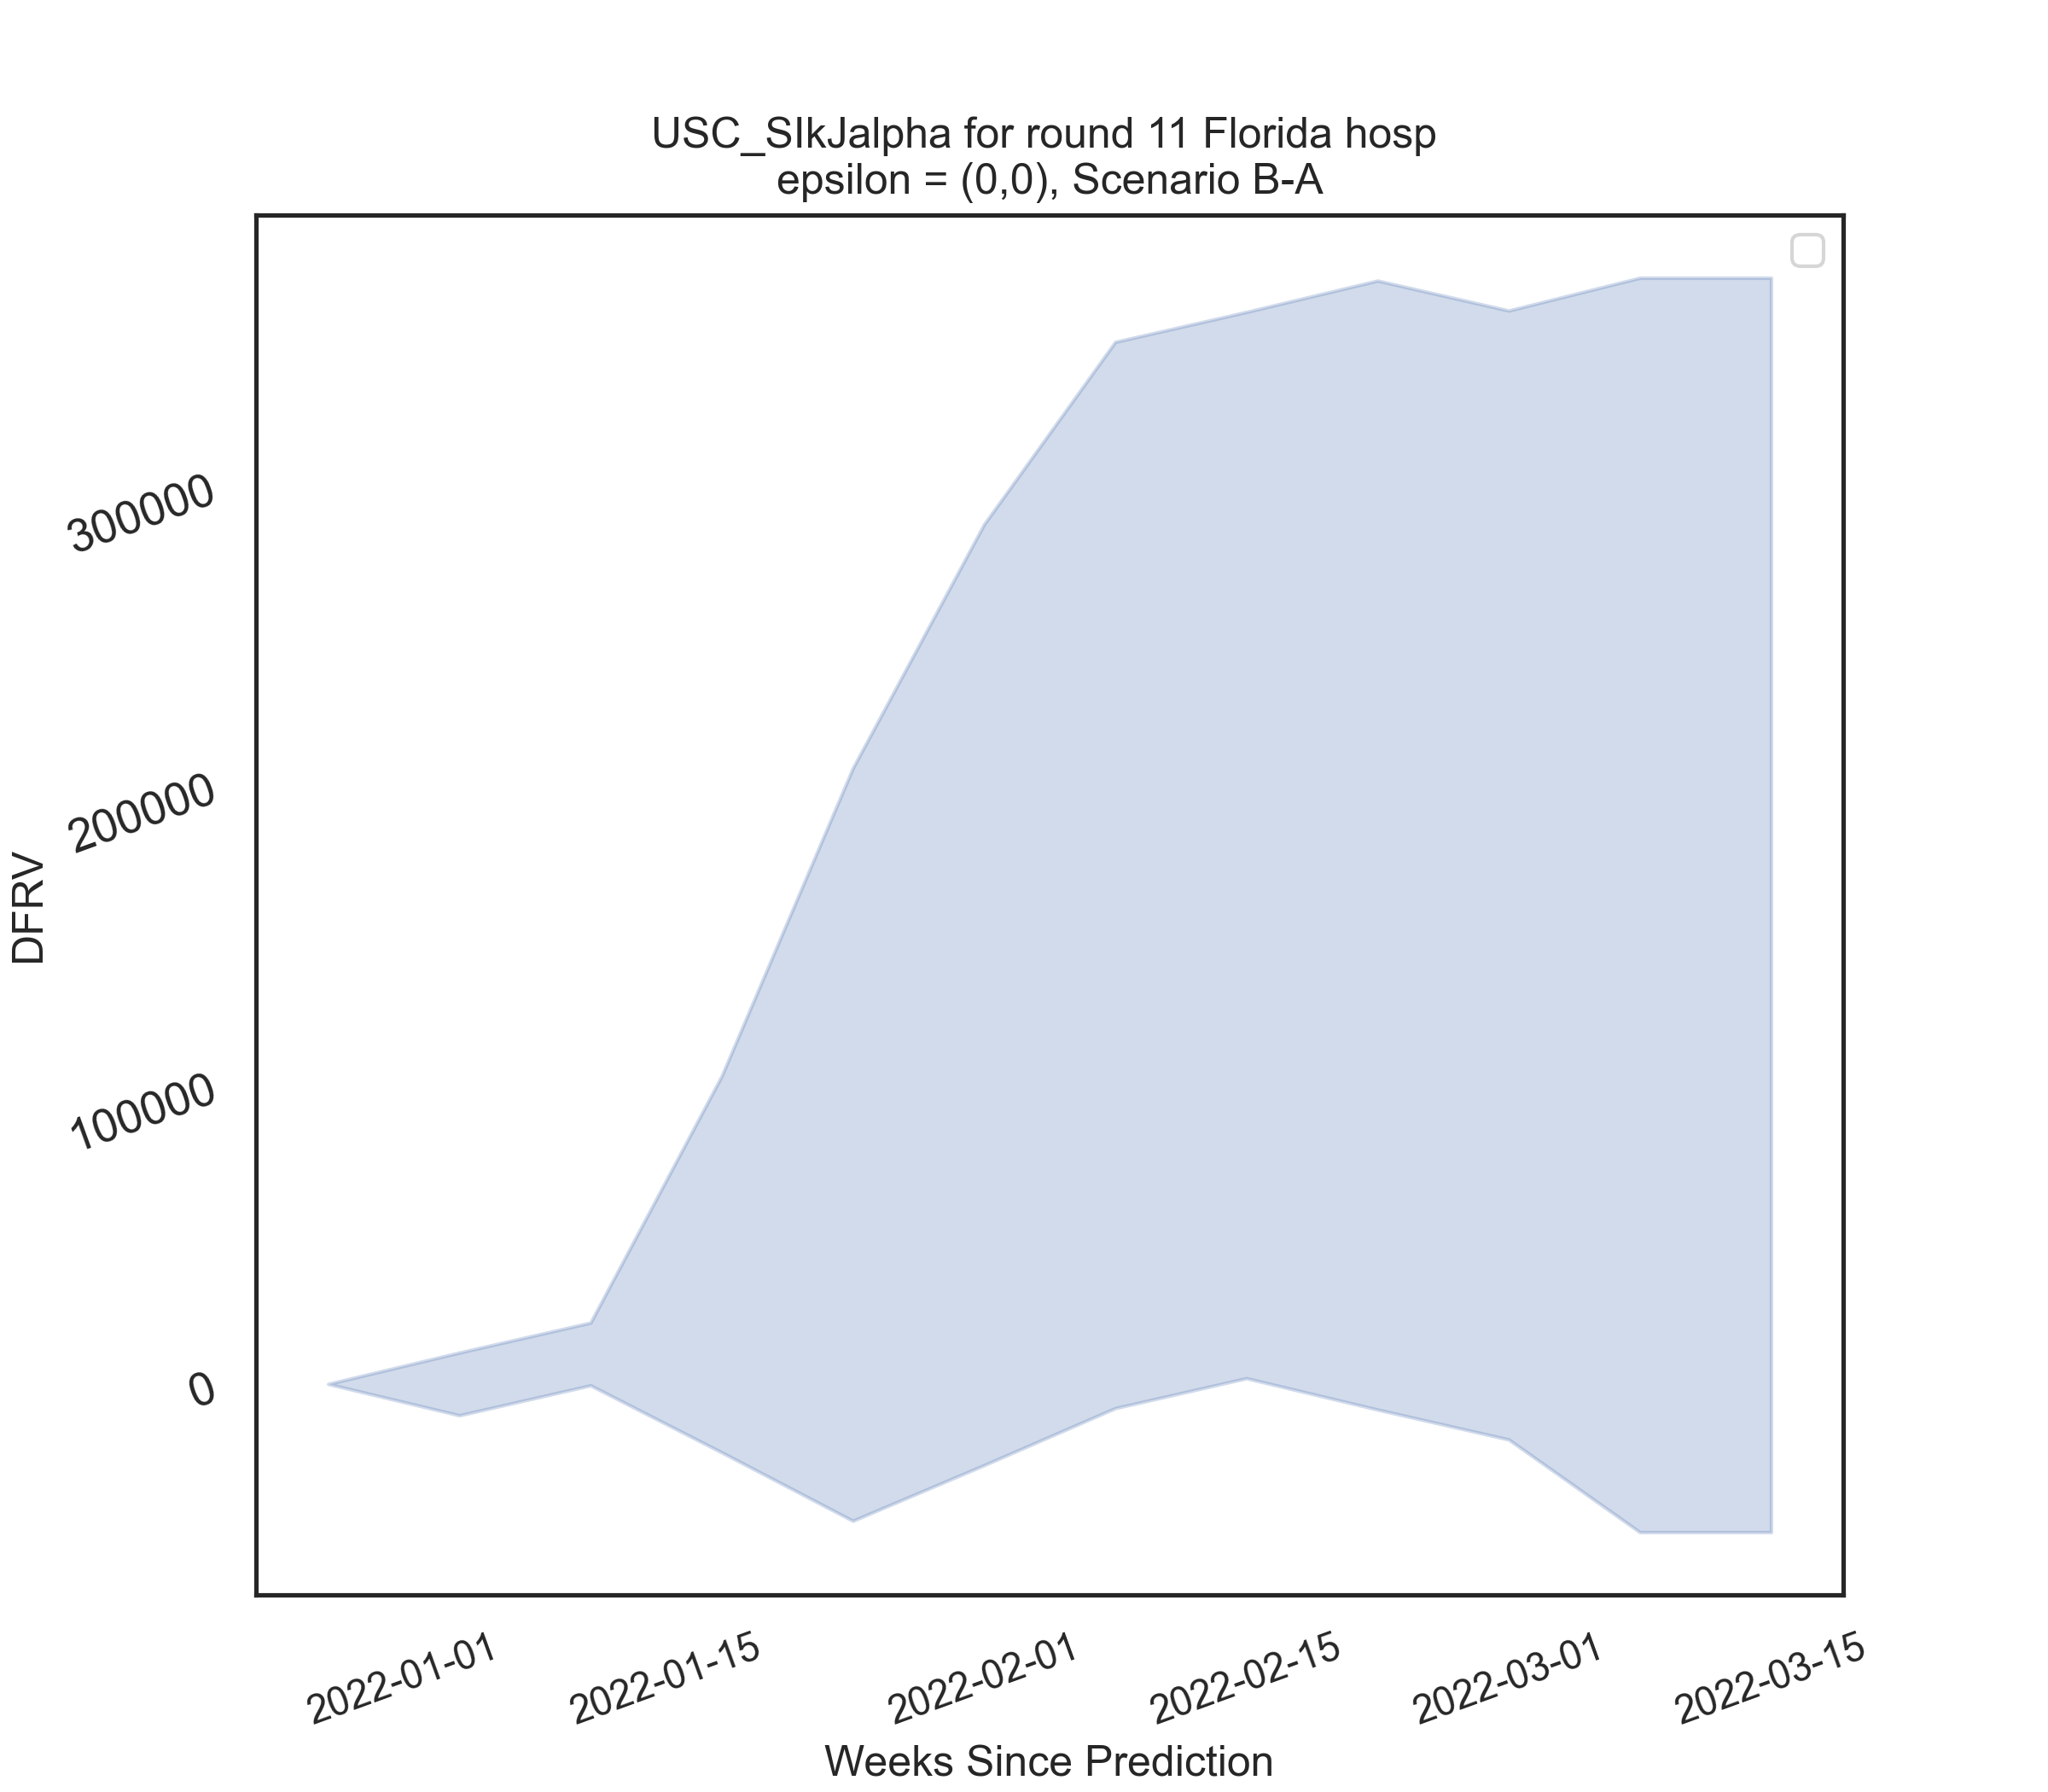 USC_SIkJalpha for round 11 Florida hosp
epsilon = (0,0), Scenario B-A
DFRV
300000
200000
100000
0
2022-01-01
2022-01-15
2022-02-01
2022-02-15
2022-03-01
2022-03-15
Weeks Since Prediction